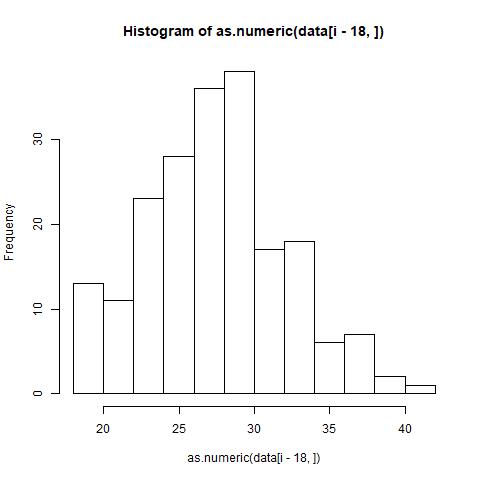 Histogram of as.numeric(data[i - 18, ])
Frequency
30
20
10
0
20 25 30 35 40
as.numeric(data[i - 18, ])